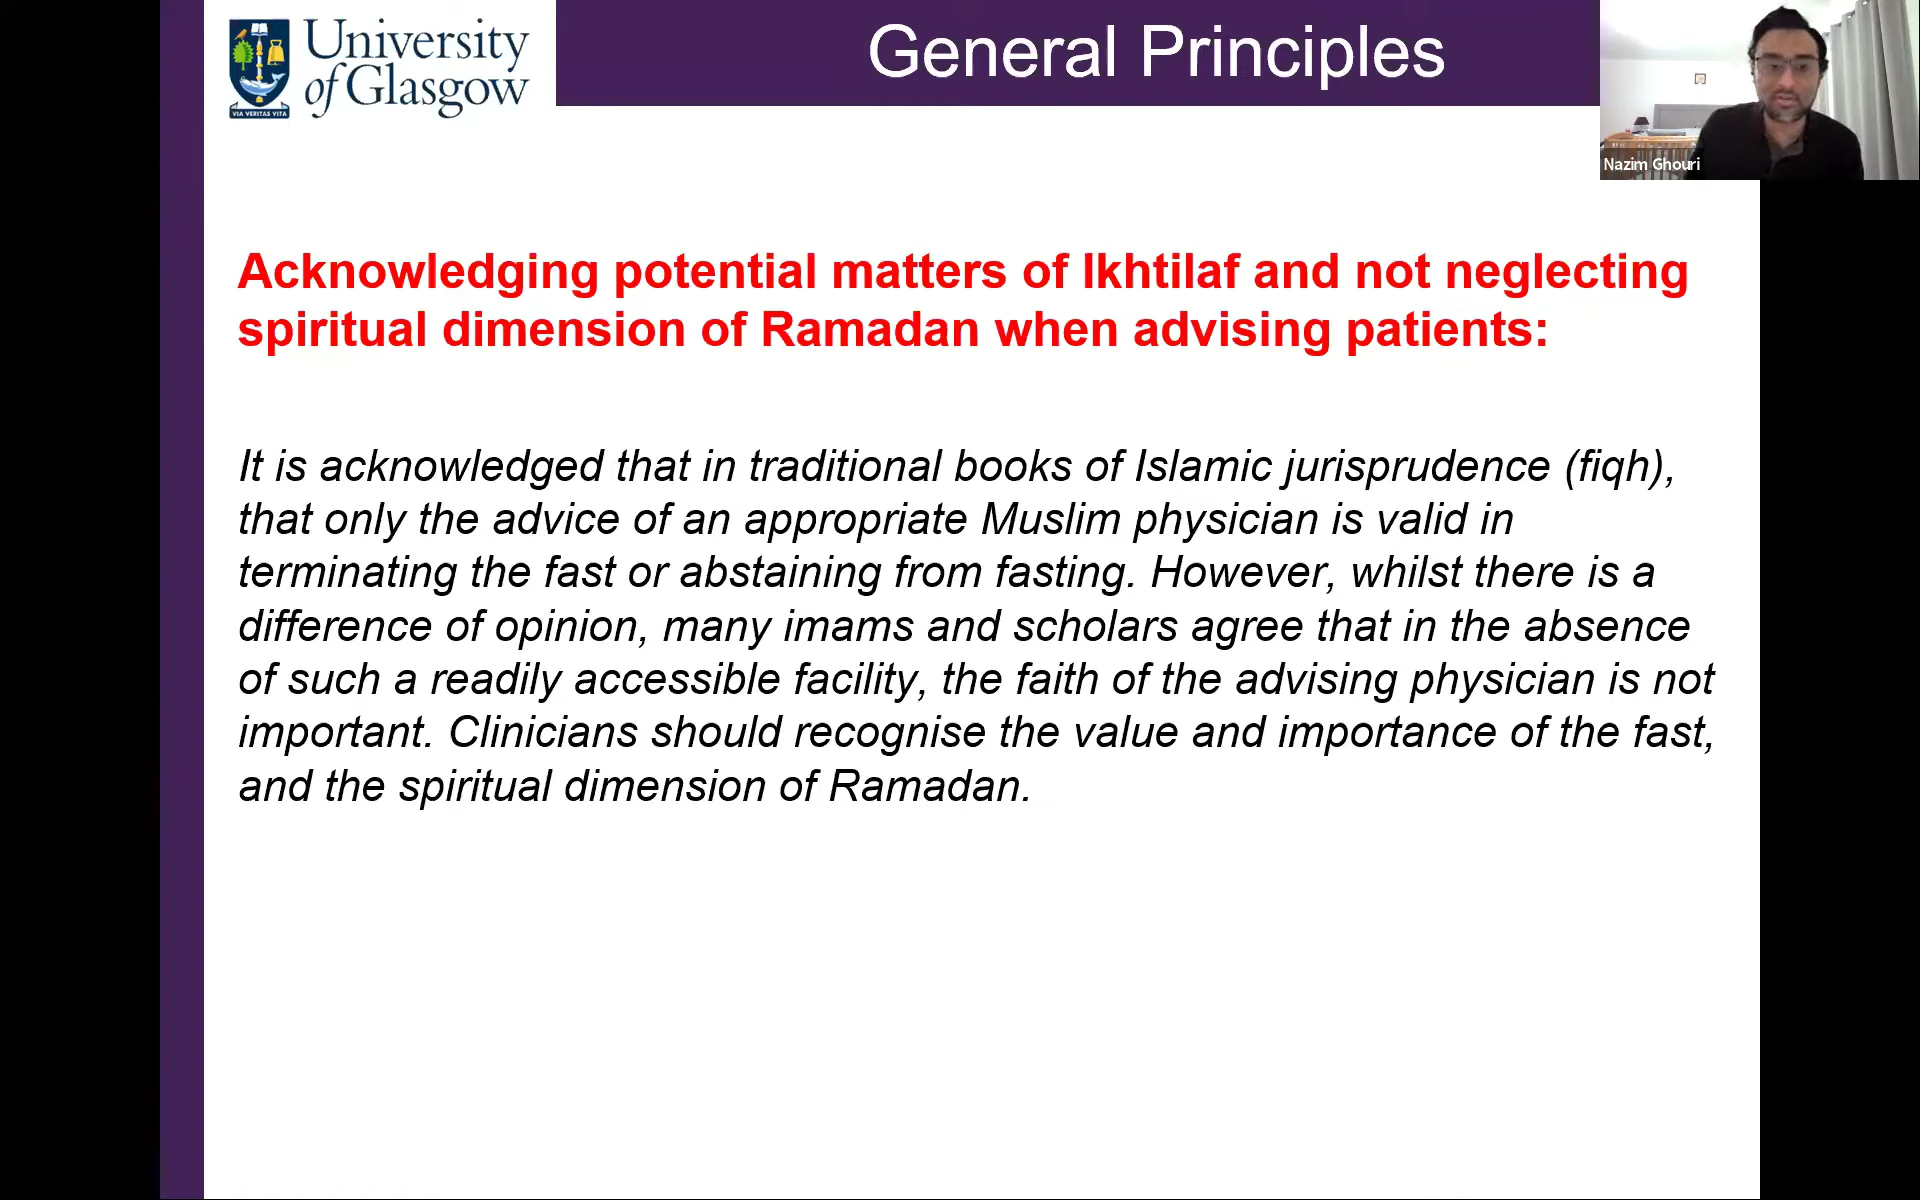 University
of Glasgow
VIA VERITAS VITA
General Principles
Nazim Ghouri
Acknowledging potential matters of Ikhtilaf and not neglecting
spiritual dimension of Ramadan when advising patients:
It is acknowledged that in traditional books of Islamic jurisprudence (fiqh),
that only the advice of an appropriate Muslim physician is valid in
terminating the fast or abstaining from fasting. However, whilst there is a
difference of opinion, many imams and scholars agree that in the absence
of such a readily accessible facility, the faith of the advising physician is not
important. Clinicians should recognise the value and importance of the fast,
and the spiritual dimension of Ramadan.